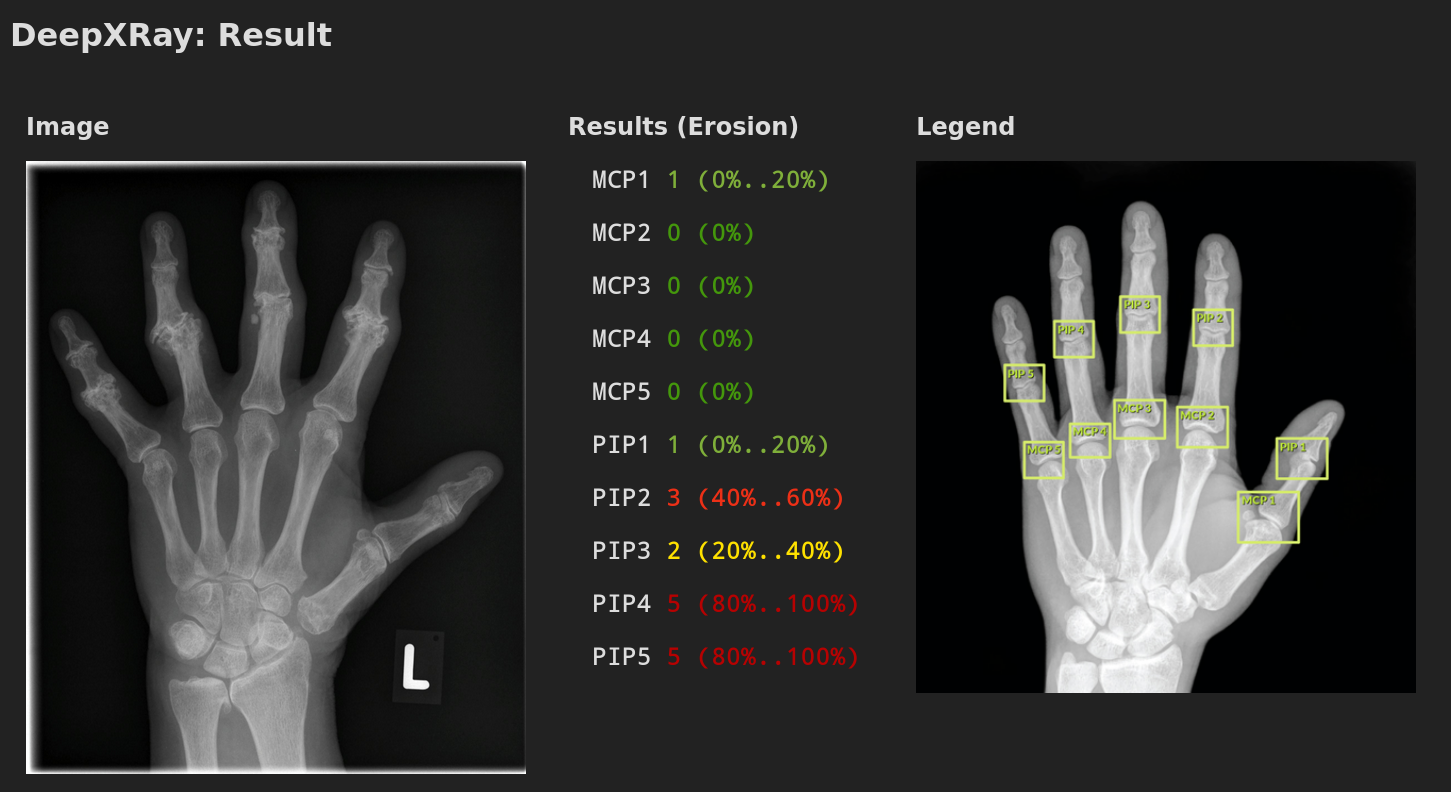 DeepXRay: Result
Image
L
Results (Erosion)
MCP1 1 (0%..20%)
MCP2 0 (0%)
MCP3 0 (0%)
MCP4 0 (0%)
MCP5 0 (0%)
PIP1 1 (0%..20%)
PIP2 3 (40%..60%)
PIP3 2 (20%..40%)
PIP4 5 (80%..100%)
PIP5 5 (80%..100%)
Legend
PIP 3
PIP 2
PIP 4
PIP 5
MCP 3
MCP 2
MCP 4
MCP 5
PIP 1
MCP 1